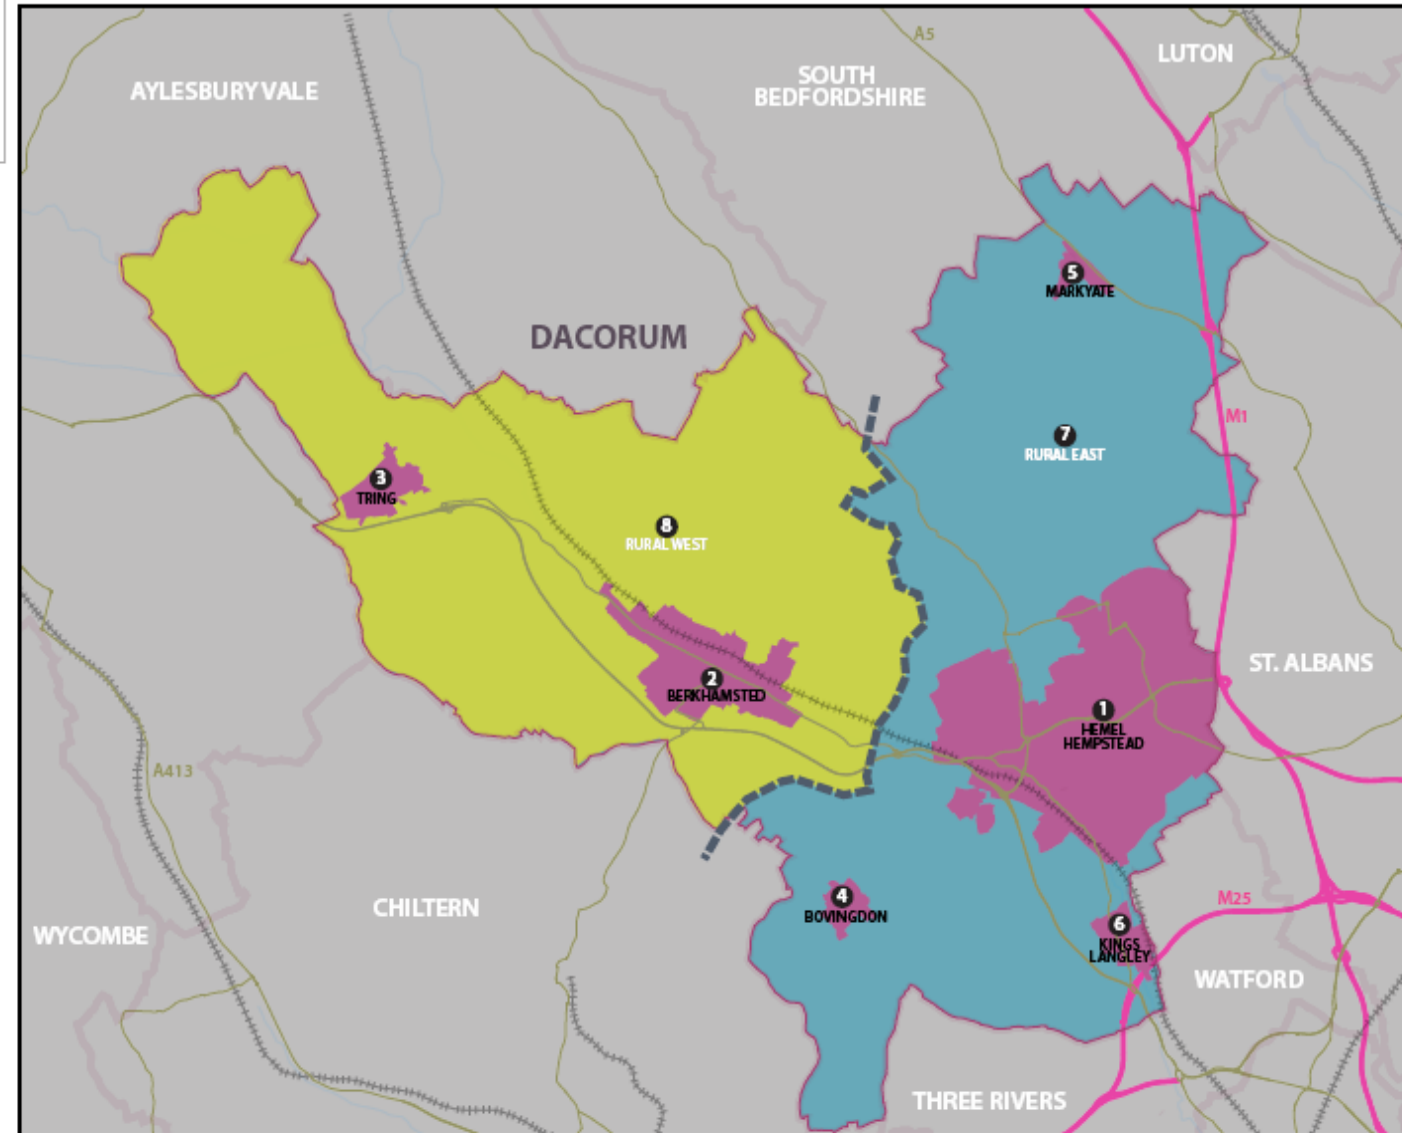 A5
LUTON
SOUTH
BEDFORDSHIRE
AYLESBURY VALE
5
MARKYATE
DACORUM
M1
7
RURAL EAST
3
TRING
8
RURAL WEST
ST. ALBANS
2
BERKHAMSTED
1
HEMEL
HEMPSTEAD
A413
4
BOVINGDON
M25
CHILTERN
6
KINGS
LANGLEY
WYCOMBE
WATFORD
THREE RIVERS